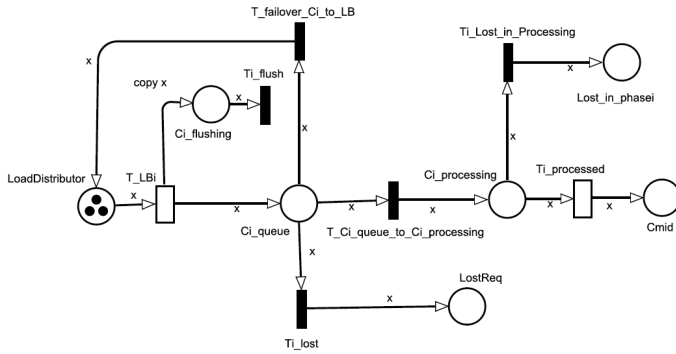 T_failover_Ci_to_LB
Ti_Lost_in_Processing
x
x
Lost_in_phasei
copy x
Ti_flush
x
Ci_flushing
x
x
LoadDistributor
T_LBi
Ci_processing
Ti_processed
x
x
Ci_queue
x
T_Ci_queue_to_Ci_processing
x
x
x
Cmid
x
LostReq
x
Ti_lost